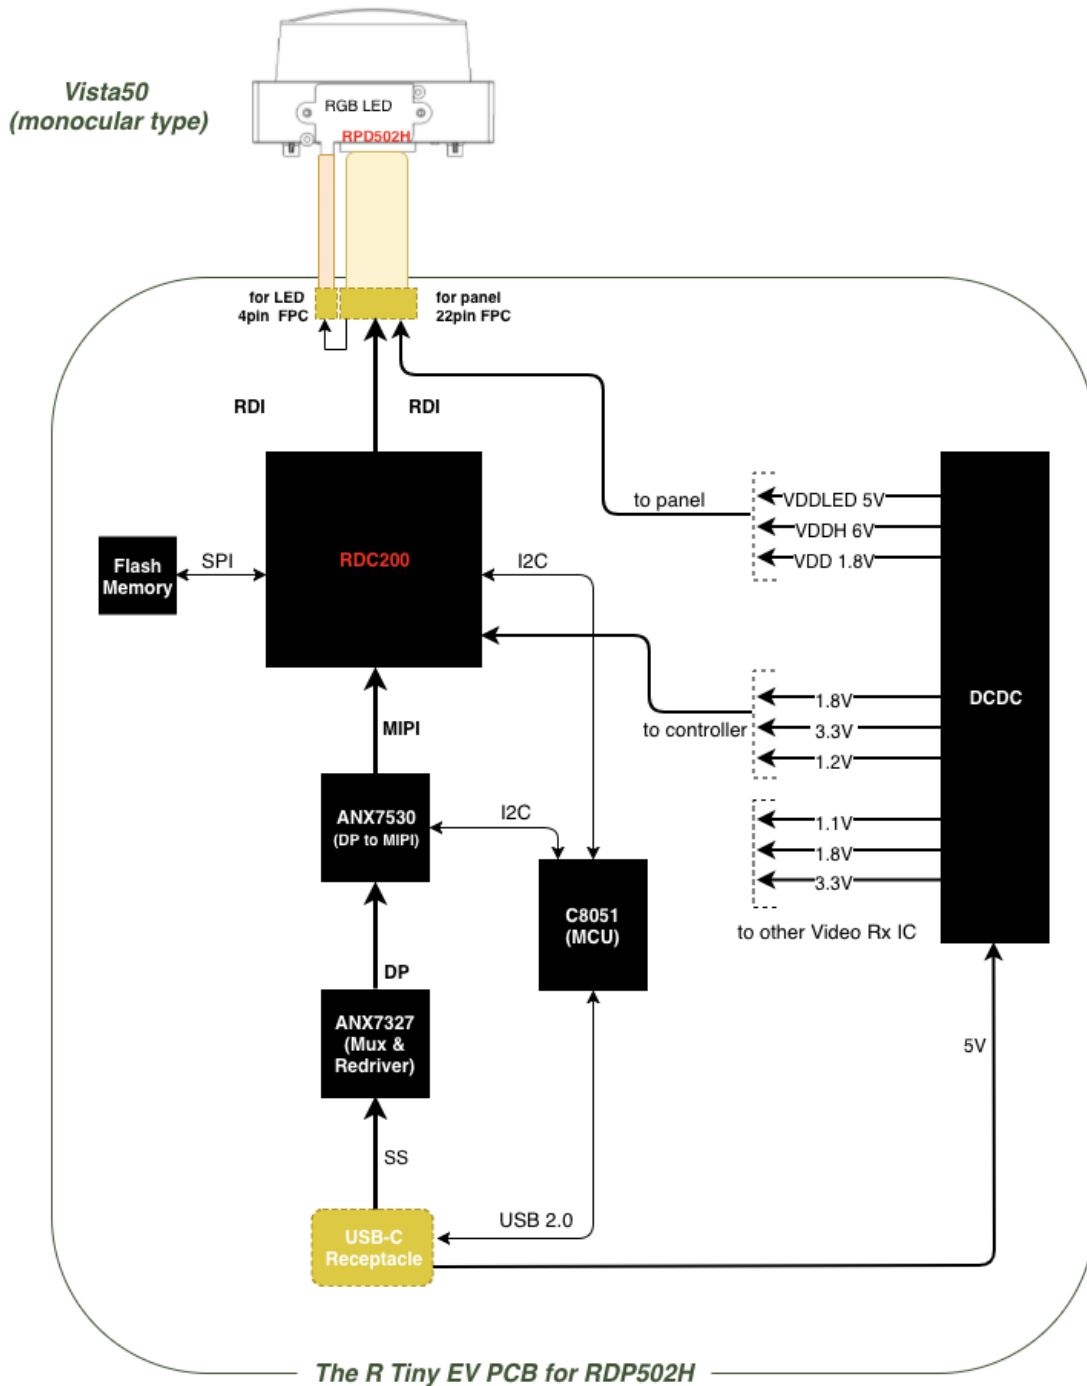 Vista50
(monocular type)
RGB LED
RPD502H
for LED
4pin FPC
for panel
22pin FPC
RDI
RDI
to panel
VDDLED 5V
VDDH 6V
VDD 1.8V
Flash
Memory
SPI
RDC200
I2C
DCDC
to controller
1.8V
3.3V
1.2V
MIPI
ANX7530
(DP to MIPI)
I2C
1.1V
1.8V
3.3V
to other Video Rx IC
C8051
(MCU)
DP
ANX7327
(Mux &
Redriver)
5V
SS
USB 2.0
USB-C
Receptacle
The R Tiny EV PCB for RDP502H